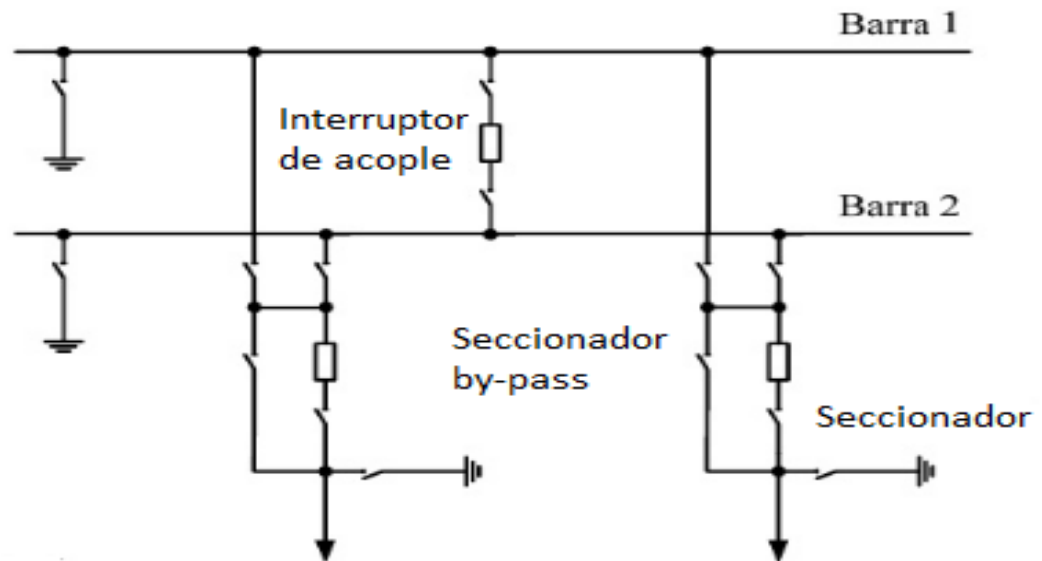 Barra 1
Interruptor
de acople
Barra 2
Seccionador
by-pass
Seccionador